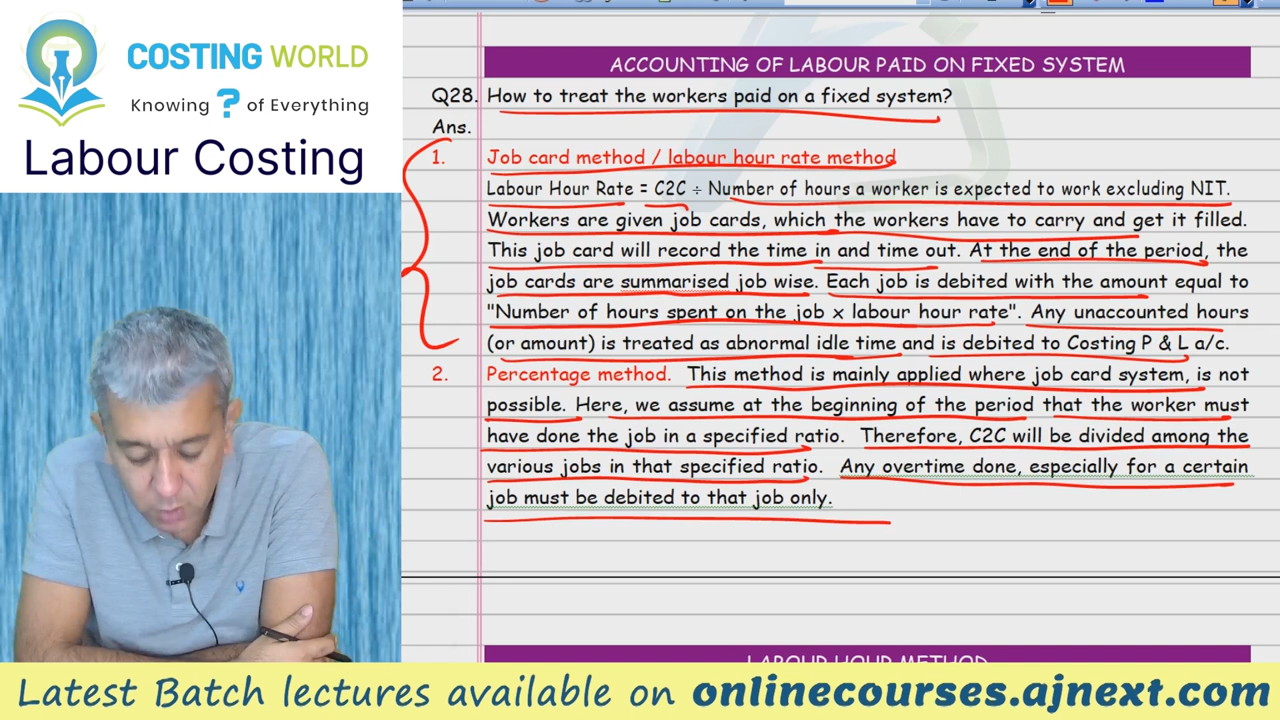 COSTING WORLD
Knowing ? of Everything
Labour Costing
ACCOUNTING OF LABOUR PAID ON FIXED SYSTEM
Q28. How to treat the workers paid on a fixed system?
Ans.
1. Job card method / labour hour rate method
Labour Hour Rate = C2C ÷ Number of hours a worker is expected to work excluding NIT.
Workers are given job cards, which the workers have to carry and get it filled.
This job card will record the time in and time out. At the end of the period, the
job cards are summarised job wise. Each job is debited with the amount equal to
"Number of hours spent on the job x labour hour rate". Any unaccounted hours
(or amount) is treated as abnormal idle time and is debited to Costing P & L a/c.
2. Percentage method. This method is mainly applied where job card system, is not
possible. Here, we assume at the beginning of the period that the worker must
have done the job in a specified ratio. Therefore, C2C will be divided among the
various jobs in that specified ratio. Any overtime done, especially for a certain
job must be debited to that job only.
LABOUR HOUR METHOD
Latest Batch lectures available on onlinecourses.ajnext.com